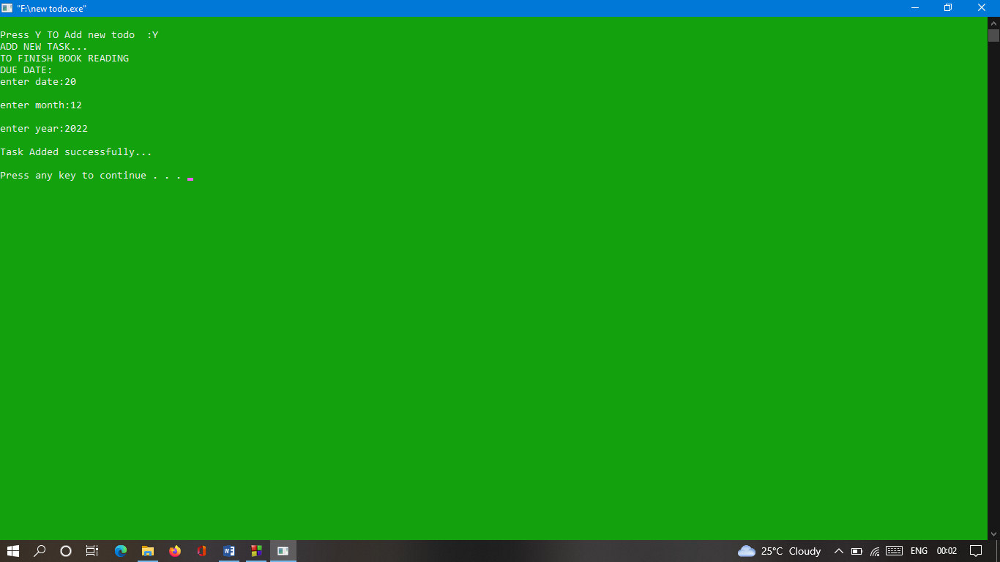 "F:\new todo.exe"
Press Y TO Add new todo  :Y
ADD NEW TASK...
TO FINISH BOOK READING
DUE DATE:
enter date:20
enter month:12
enter year:2022
Task Added successfully...
Press any key to continue . . .
25°C Cloudy ENG 00:02